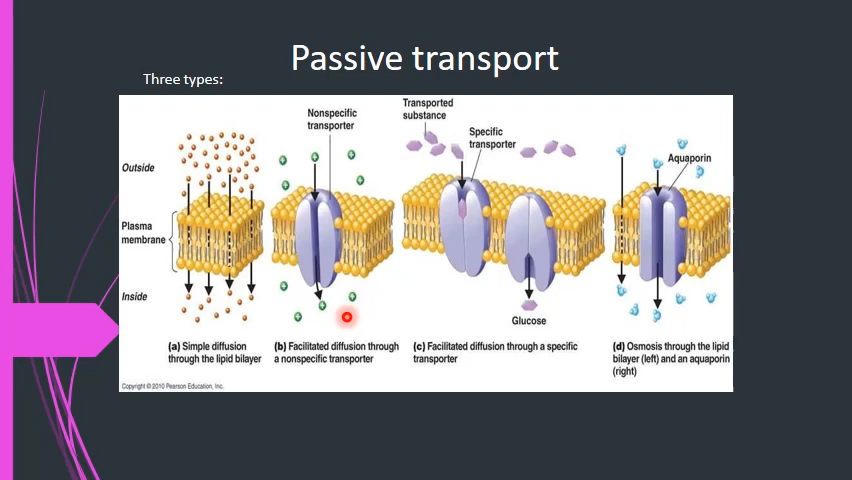 Passive transport
Three types:
Nonspecific
transporter
Transported
substance
Specific
transporter
Aquaporin
Outside
Plasma
membrane
Inside
Glucose
(a) Simple diffusion
through the lipid bilayer
(b) Facilitated diffusion through
a nonspecific transporter
(c) Facilitated diffusion through a specific
transporter
(d) Osmosis through the lipid
bilayer (left) and an aquaporin
(right)
Copyright © 2010 Pearson Education, Inc.